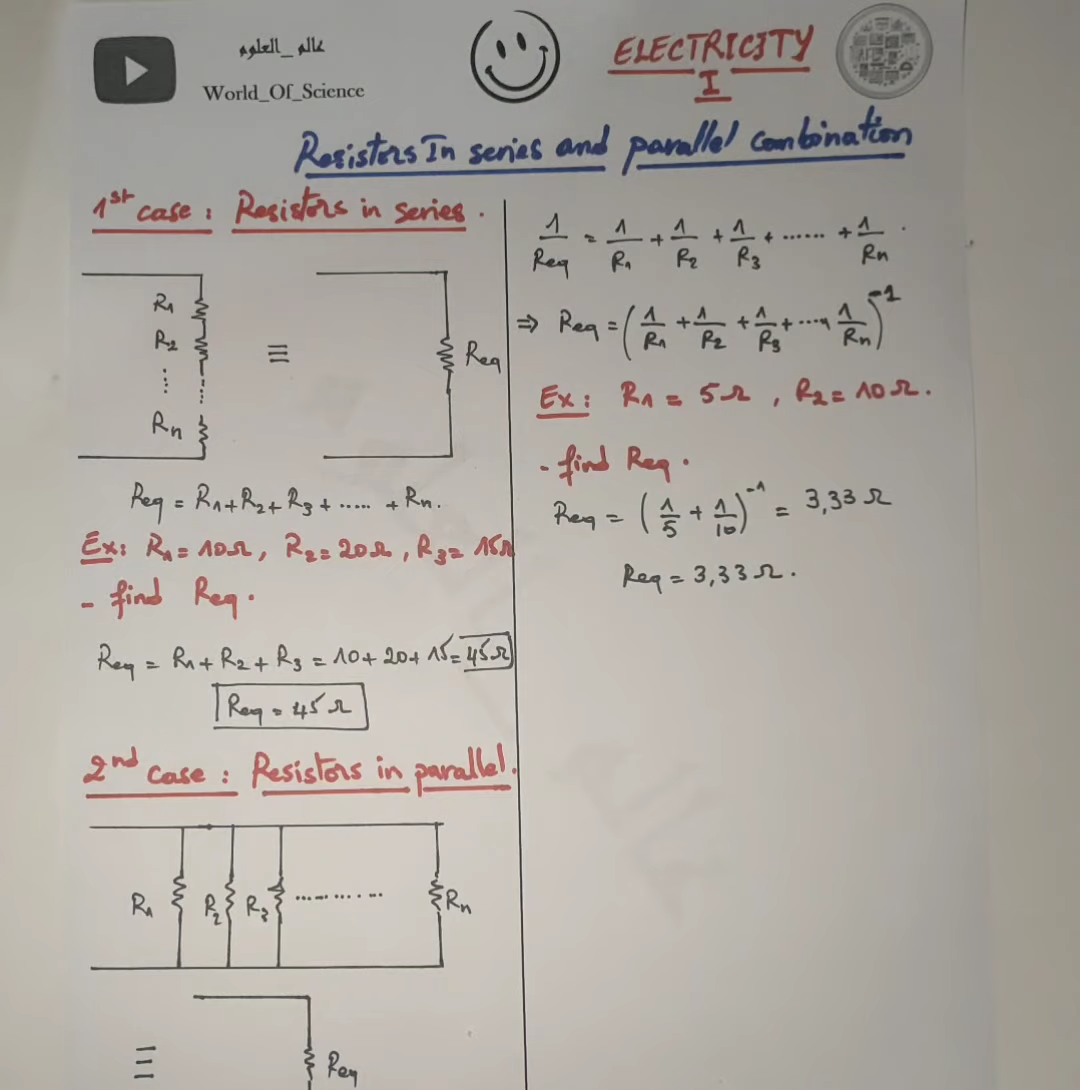 عالم_العلوم
World_Of_Science
ELECTRICITY
I
Resistors In series and parallel combination
1st case : Resistors in series .
R1
R2
.....
Rn
≡
Req
Req = R1+R2+R3+.....+Rn.
Ex: R1=10Ω, R2=20Ω, R3=15Ω
- find Req.
Req = R1+R2+R3 = 10+20+15=45Ω
Req = 45Ω
2nd case : Resistors in parallel.
R1 R2 R3 ............ Rn
≡ Req
1/Req = 1/R1 + 1/R2 + 1/R3 + ...... + 1/Rn .
⇒ Req = (1/R1 + 1/R2 + 1/R3 + ...., 1/Rn)^-1
Ex: R1 = 5Ω , R2 = 10Ω.
- find Req.
Req = (1/5 + 1/10)^-1 = 3,33Ω
Req = 3,33Ω.